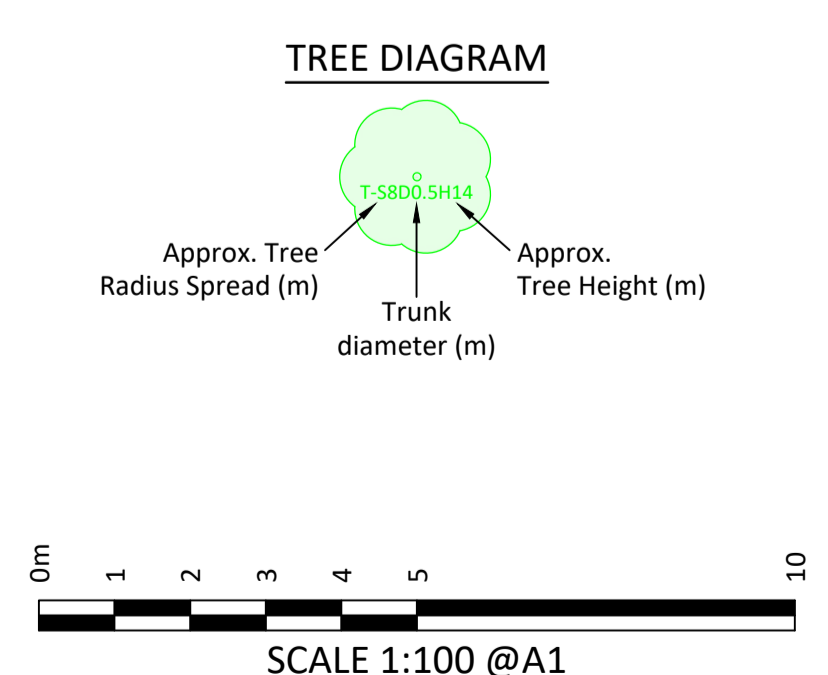 TREE DIAGRAM
T-S8D0.5H14
Approx. Tree
Radius Spread (m)
Approx.
Tree Height (m)
Trunk
diameter (m)
0m 1 2 3 4 5 10
SCALE 1:100 @A1